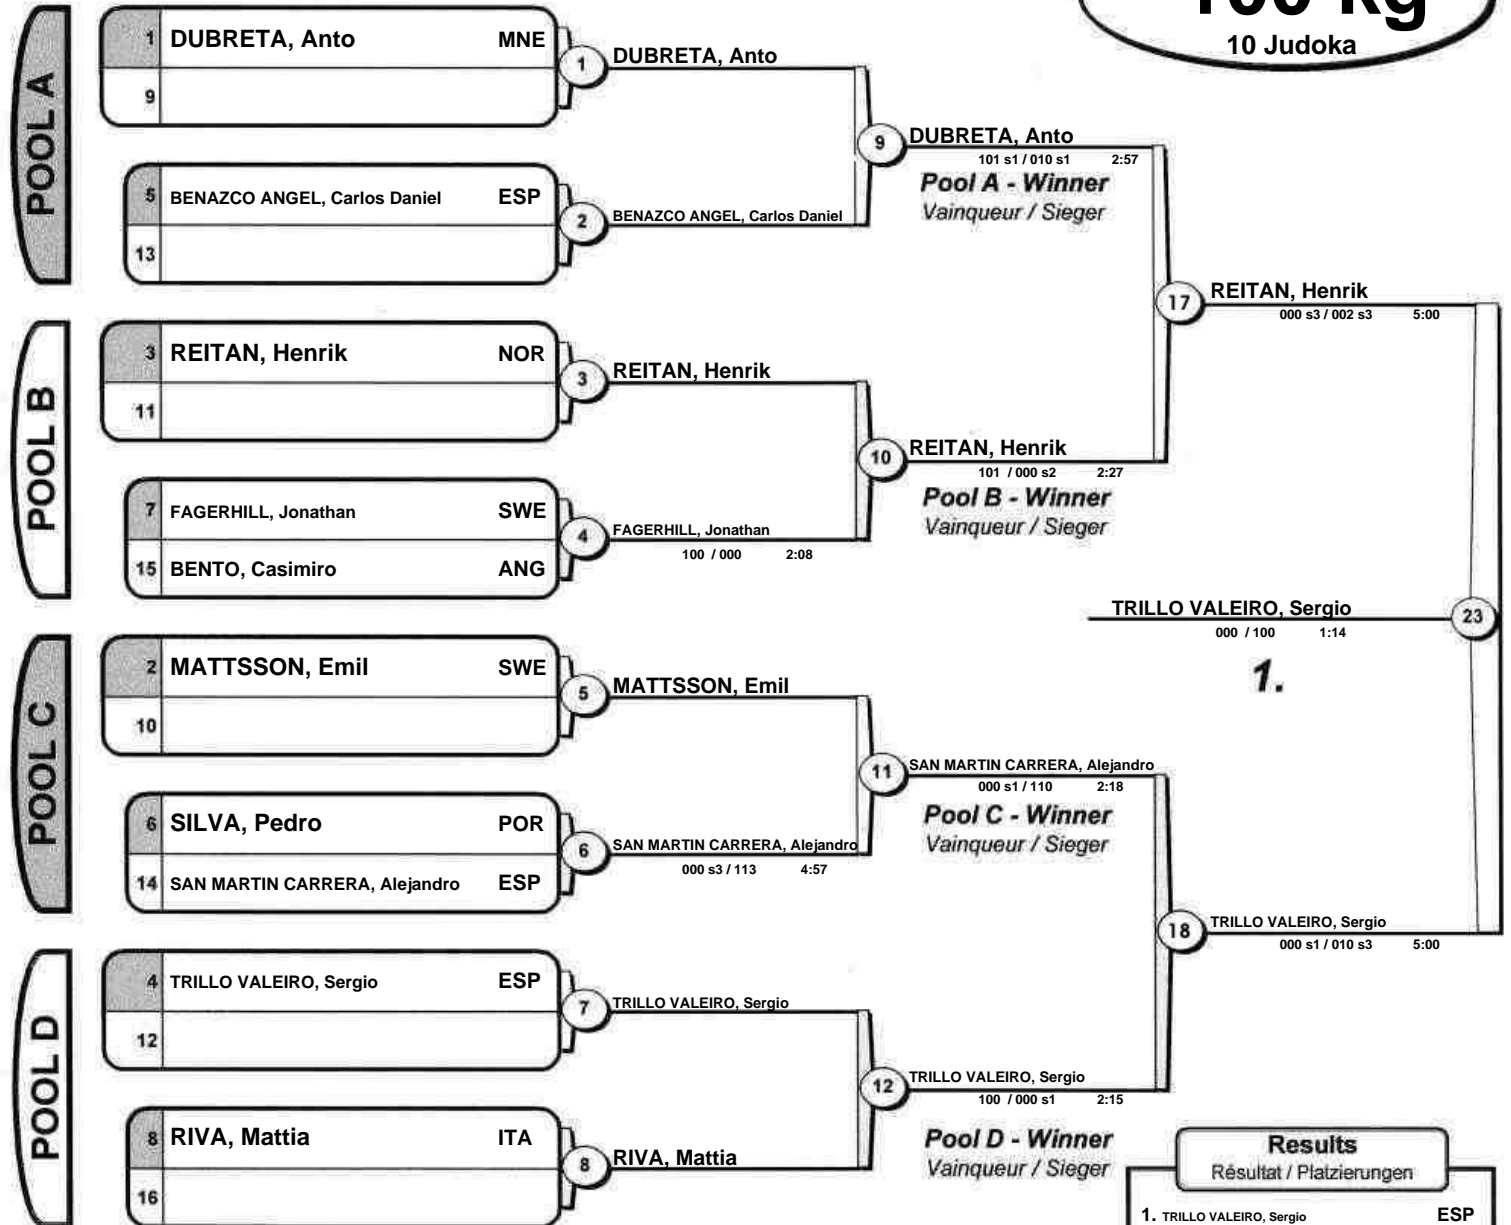 100 kg
10 Judoka
POOL A
1 DUBRETA, Anto MNE
9
5 BENAZCO ANGEL, Carlos Daniel ESP
13
1 DUBRETA, Anto
2 BENAZCO ANGEL, Carlos Daniel
9 DUBRETA, Anto
101 s1 / 010 s1 2:57
Pool A - Winner
Vainqueur / Sieger
POOL B
3 REITAN, Henrik NOR
11
7 FAGERHILL, Jonathan SWE
15 BENTO, Casimiro ANG
3 REITAN, Henrik
4 FAGERHILL, Jonathan
100 / 000 2:08
10 REITAN, Henrik
101 / 000 s2 2:27
Pool B - Winner
Vainqueur / Sieger
17 REITAN, Henrik
000 s3 / 002 s3 5:00
POOL C
2 MATTSSON, Emil SWE
10
6 SILVA, Pedro POR
14 SAN MARTIN CARRERA, Alejandro ESP
5 MATTSSON, Emil
6 SAN MARTIN CARRERA, Alejandro
000 s3 / 113 4:57
11 SAN MARTIN CARRERA, Alejandro
000 s1 / 110 2:18
Pool C - Winner
Vainqueur / Sieger
POOL D
4 TRILLO VALEIRO, Sergio ESP
12
8 RIVA, Mattia ITA
16
7 TRILLO VALEIRO, Sergio
8 RIVA, Mattia
12 TRILLO VALEIRO, Sergio
100 / 000 s1 2:15
Pool D - Winner
Vainqueur / Sieger
18 TRILLO VALEIRO, Sergio
000 s1 / 010 s3 5:00
TRILLO VALEIRO, Sergio 23
000 / 100 1:14
1.
Results
Résultat / Platzierungen
1. TRILLO VALEIRO, Sergio ESP